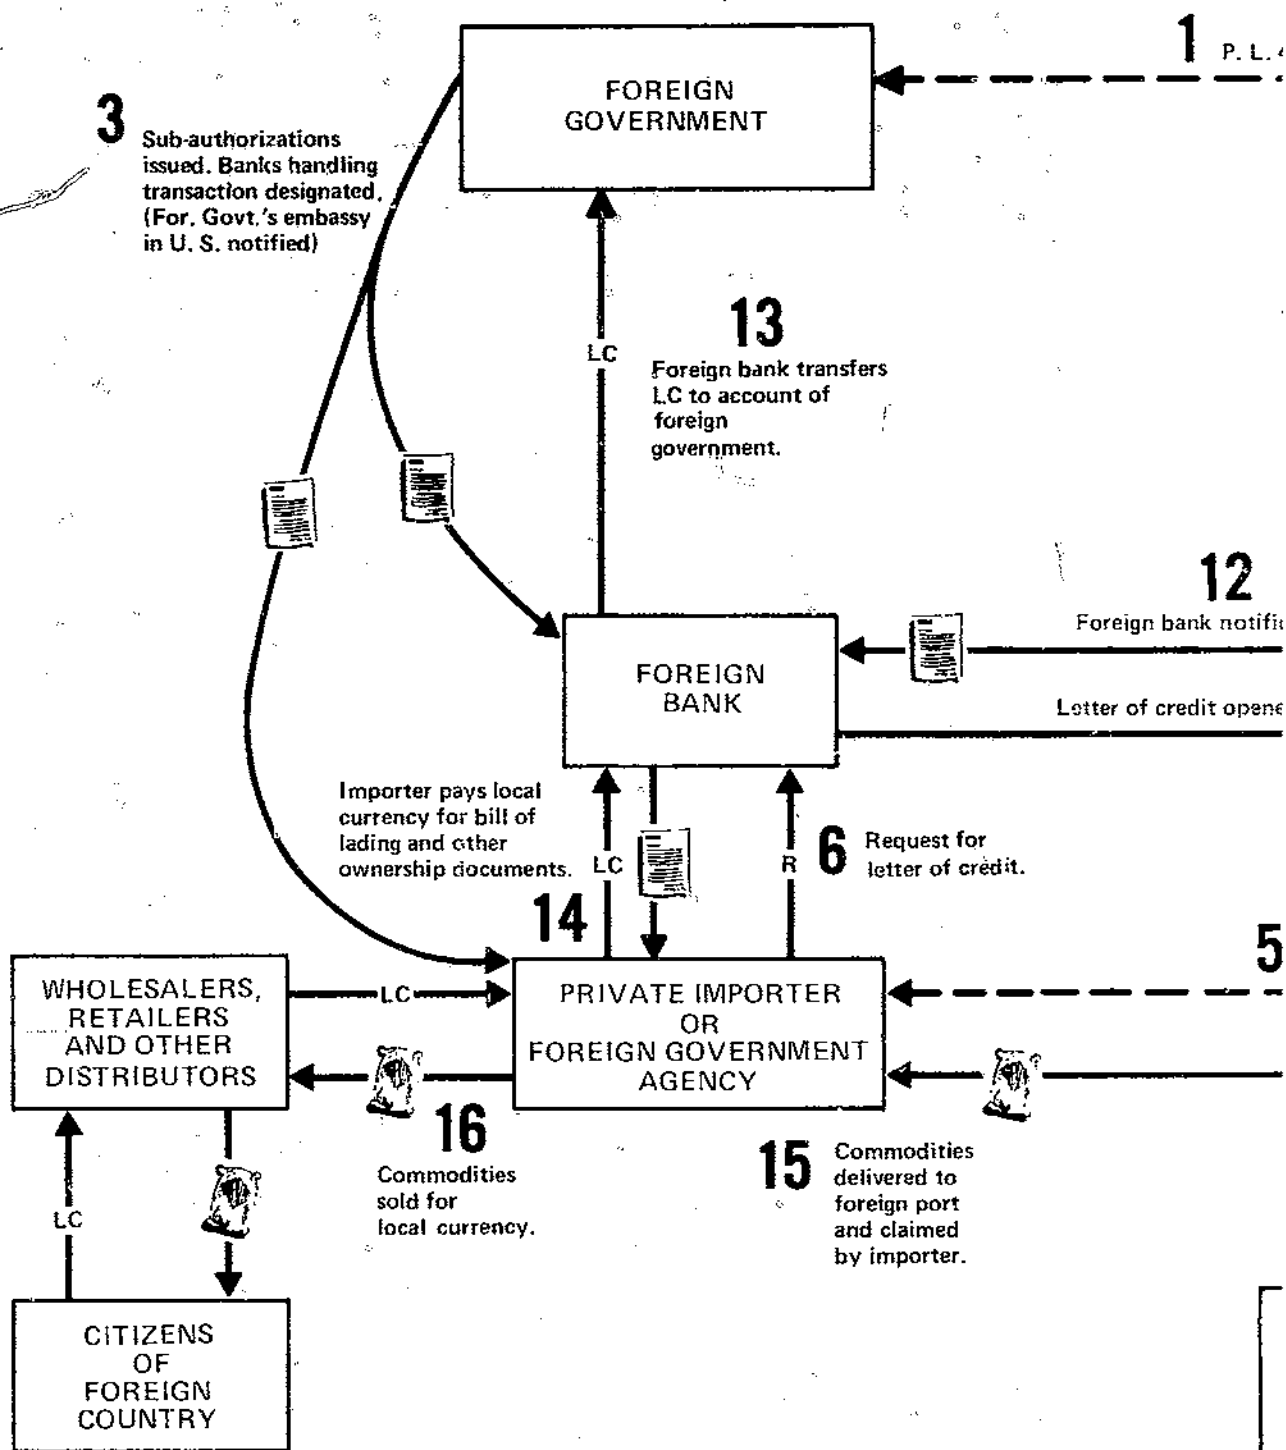 1 P. L.
FOREIGN
GOVERNMENT
3
Sub-authorizations
issued. Banks handling
transaction designated.
(For. Govt.'s embassy
in U. S. notified)
13
LC
Foreign bank transfers
LC to account of
foreign
government.
12
Foreign bank notific
FOREIGN
BANK
Letter of credit opene
Importer pays local
currency for bill of
lading and other
ownership documents.
LC
R
6
Request for
letter of credit.
14
5
WHOLESALERS,
RETAILERS
AND OTHER
DISTRIBUTORS
LC
PRIVATE IMPORTER
OR
FOREIGN GOVERNMENT
AGENCY
16
Commodities
sold for
local currency.
15
Commodities
delivered to
foreign port
and claimed
by importer.
LC
CITIZENS
OF
FOREIGN
COUNTRY